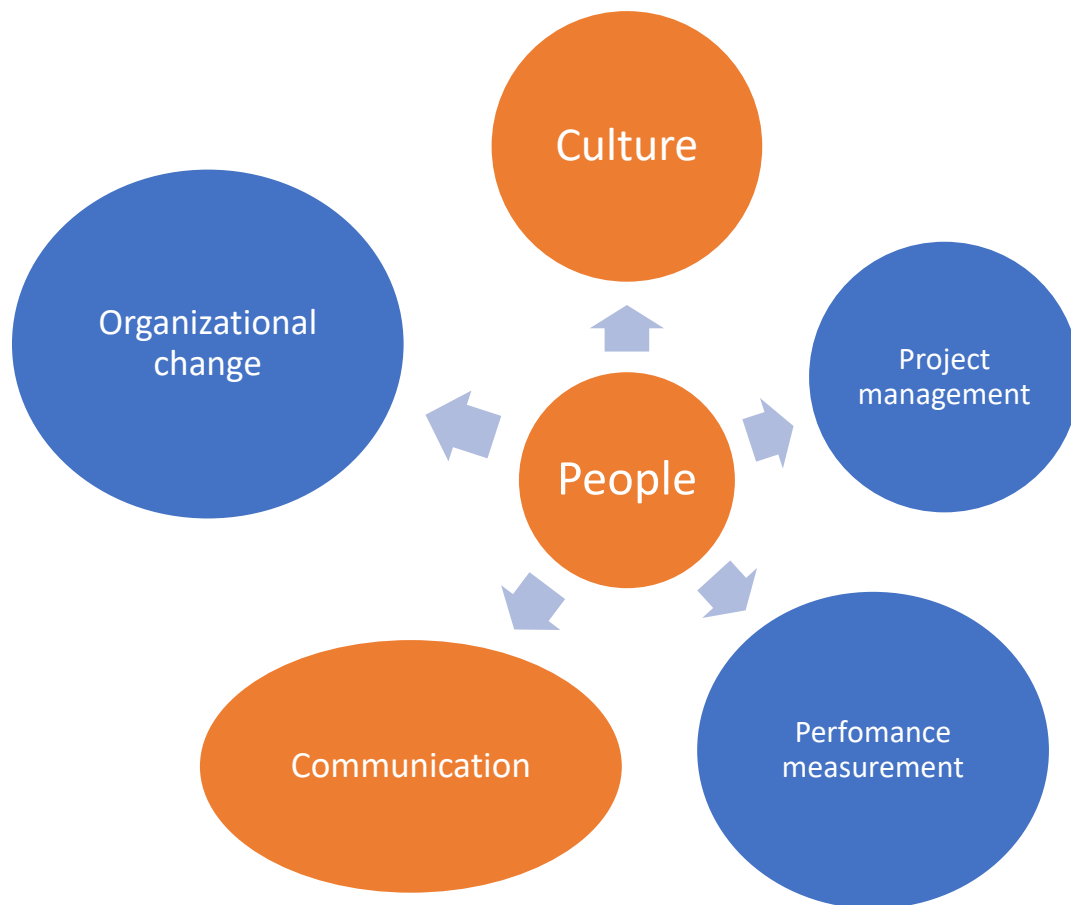 Culture
Organizational
change
Project
management
People
Communication
Perfomance
measurement